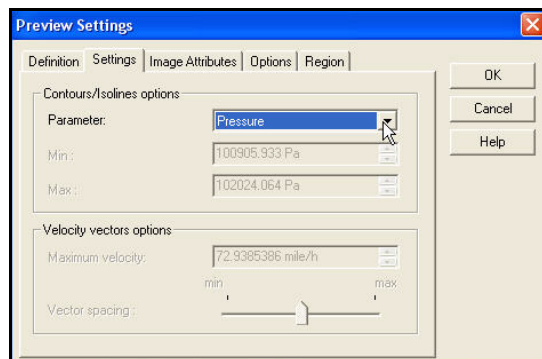 Preview Settings
Definition Settings Image Attributes Options Region
OK
Cancel
Help
Contours/Isolines options
Parameter: Pressure
Min : 100905.933 Pa
Max : 102024.064 Pa
Velocity vectors options
Maximum velocity: 72.9385386 mile/h
min max
Vector spacing :